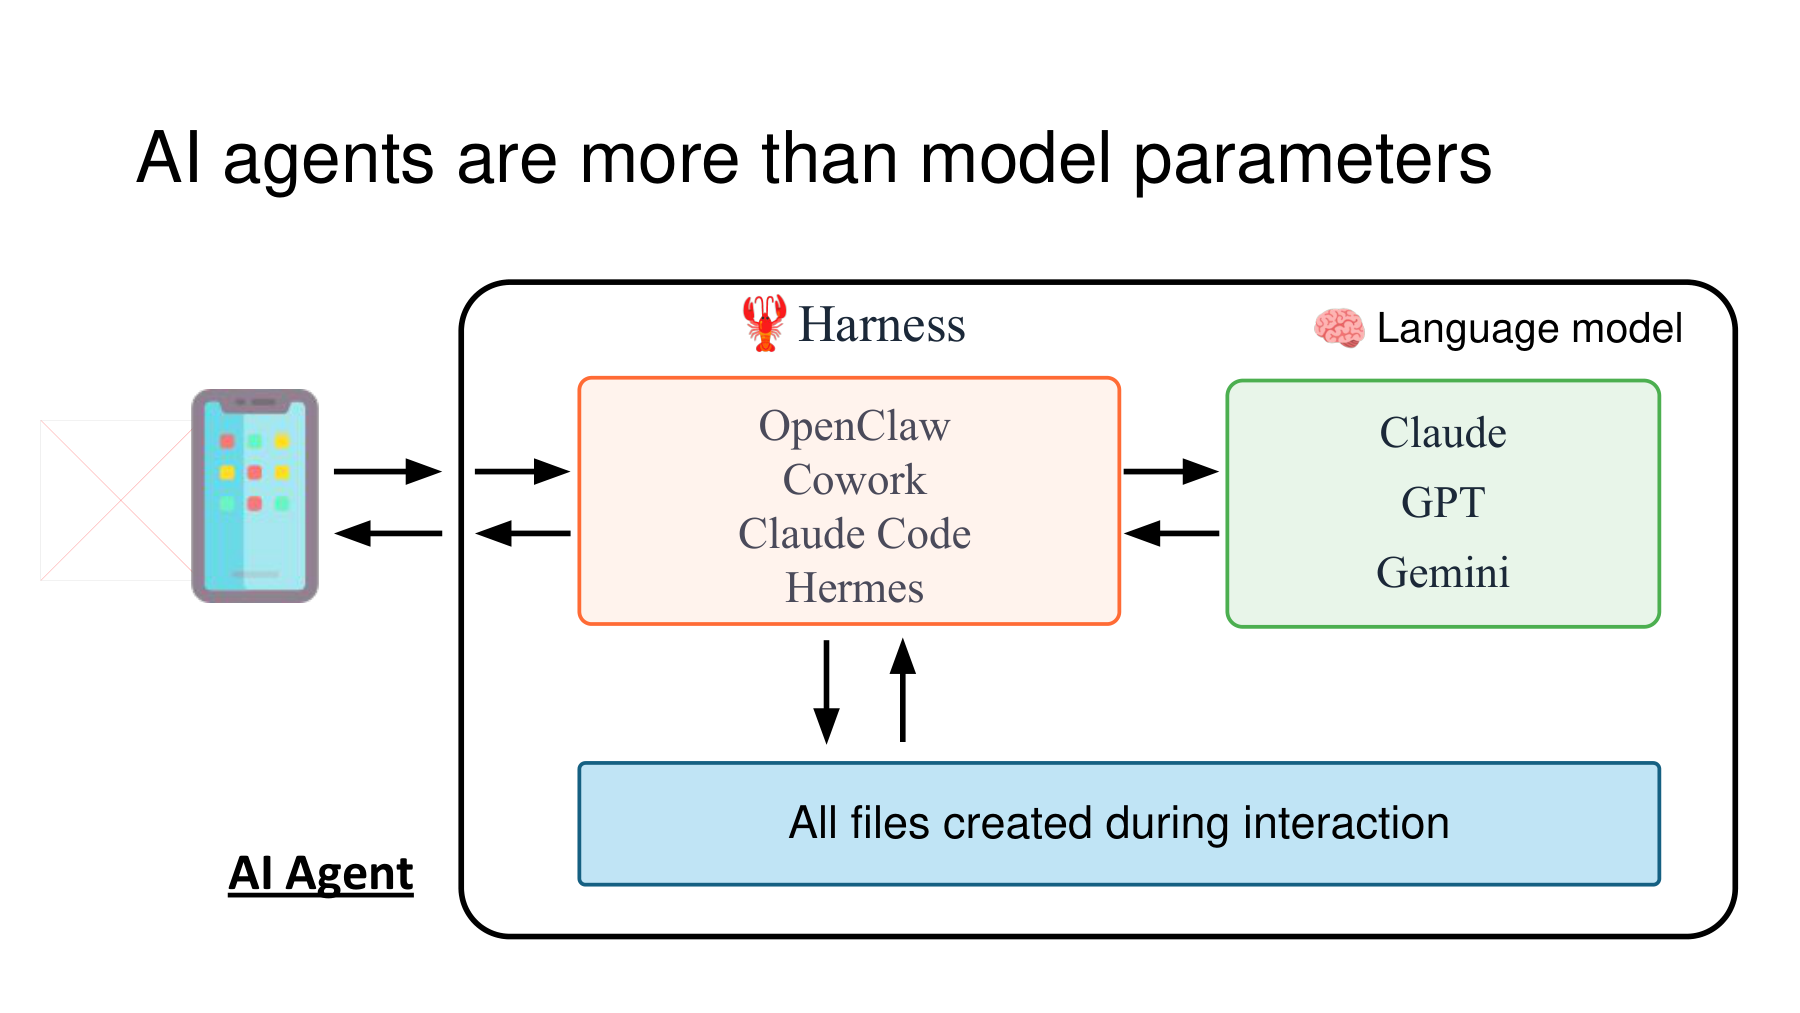 AI agents are more than model parameters
Harness
Language model
OpenClaw
Cowork
Claude Code
Hermes
Claude
GPT
Gemini
All files created during interaction
AI Agent